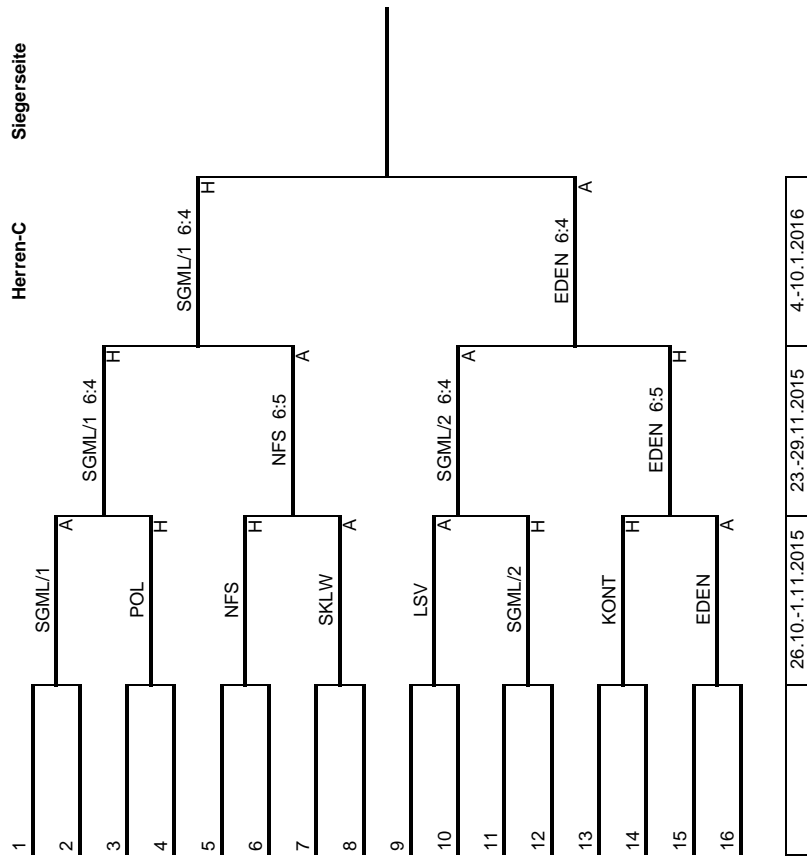 Herren-C
Siegerseite
1
2
3
4
5
6
7
8
9
10
11
12
13
14
15
16
SGML/1
A
POL
H
NFS
H
SKLW
A
LSV
A
SGML/2
H
KONT
H
EDEN
A
SGML/1 6:4
H
NFS 6:5
A
SGML/2 6:4
A
EDEN 6:5
H
SGML/1 6:4
H
EDEN 6:4
A
26.10.-1.11.2015
23.-29.11.2015
4.-10.1.2016